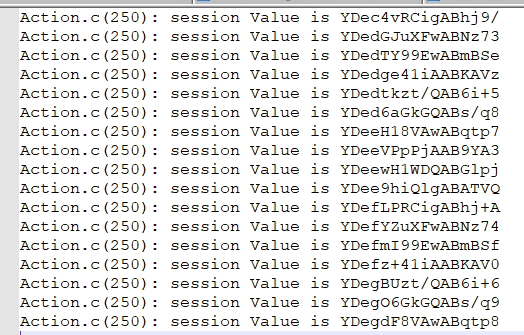 Action.c(250): session Value is YDec4vRCigABhj9/
Action.c(250): session Value is YDedGJuXFwABNz73
Action.c(250): session Value is YDedTY99EwABmBSe
Action.c(250): session Value is YDedge41iAABKAVz
Action.c(250): session Value is YDedtkzt/QAB6i+5
Action.c(250): session Value is YDed6aGkGQABs/q8
Action.c(250): session Value is YDeeHl8VAwABqtp7
Action.c(250): session Value is YDeeVPpPjAAB9YA3
Action.c(250): session Value is YDeewH1WDQABGlpj
Action.c(250): session Value is YDee9hiQlgABATVQ
Action.c(250): session Value is YDefLPRCigABhj+A
Action.c(250): session Value is YDefYZuXFwABNz74
Action.c(250): session Value is YDefmI99EwABmBSf
Action.c(250): session Value is YDefz+41iAABKAV0
Action.c(250): session Value is YDegBUzt/QAB6i+6
Action.c(250): session Value is YDegO6GkGQABs/q9
Action.c(250): session Value is YDegdF8VAwABqtp8